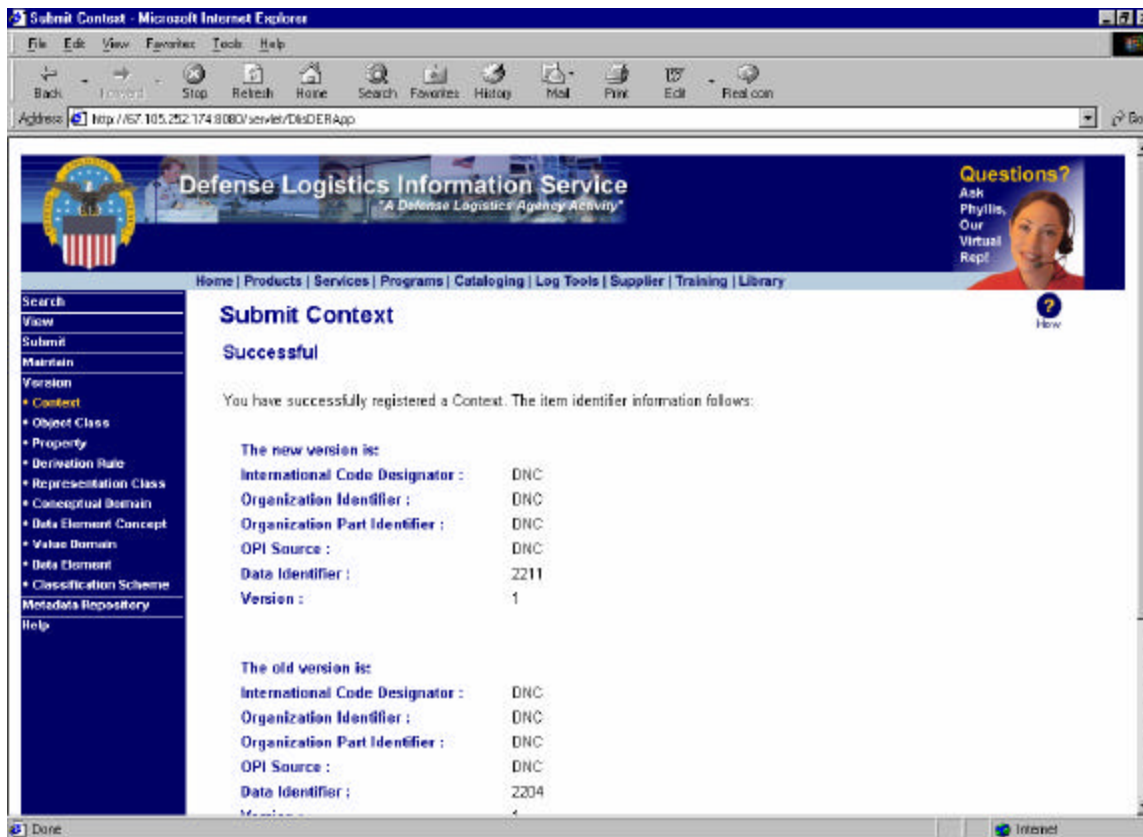 Submit Context - Microsoft Internet Explorer
File Edit View Favorites Tools Help
Back Forward Stop Refresh Home Search Favorites History Mail Print Edit Real.com
Address http://67.105.252.174:8080/servlet/DlisDERApp Go
Defense Logistics Information Service
"A Defense Logistics Agency Activity"
Questions?
Ask
Phyllis,
Our
Virtual
Rep!
Home | Products | Services | Programs | Cataloging | Log Tools | Supplier | Training | Library
Search
View
Submit
Maintain
Version
• Context
• Object Class
• Property
• Derivation Rule
• Representation Class
• Conceptual Domain
• Data Element Concept
• Value Domain
• Data Element
• Classification Scheme
Metadata Repository
Help
Submit Context
?
How
Successful
You have successfully registered a Context. The item identifier information follows:
The new version is:
International Code Designator : DNC
Organization Identifier : DNC
Organization Part Identifier : DNC
OPI Source : DNC
Data Identifier : 2211
Version : 1
The old version is:
International Code Designator : DNC
Organization Identifier : DNC
Organization Part Identifier : DNC
OPI Source : DNC
Data Identifier : 2204
Done Internet